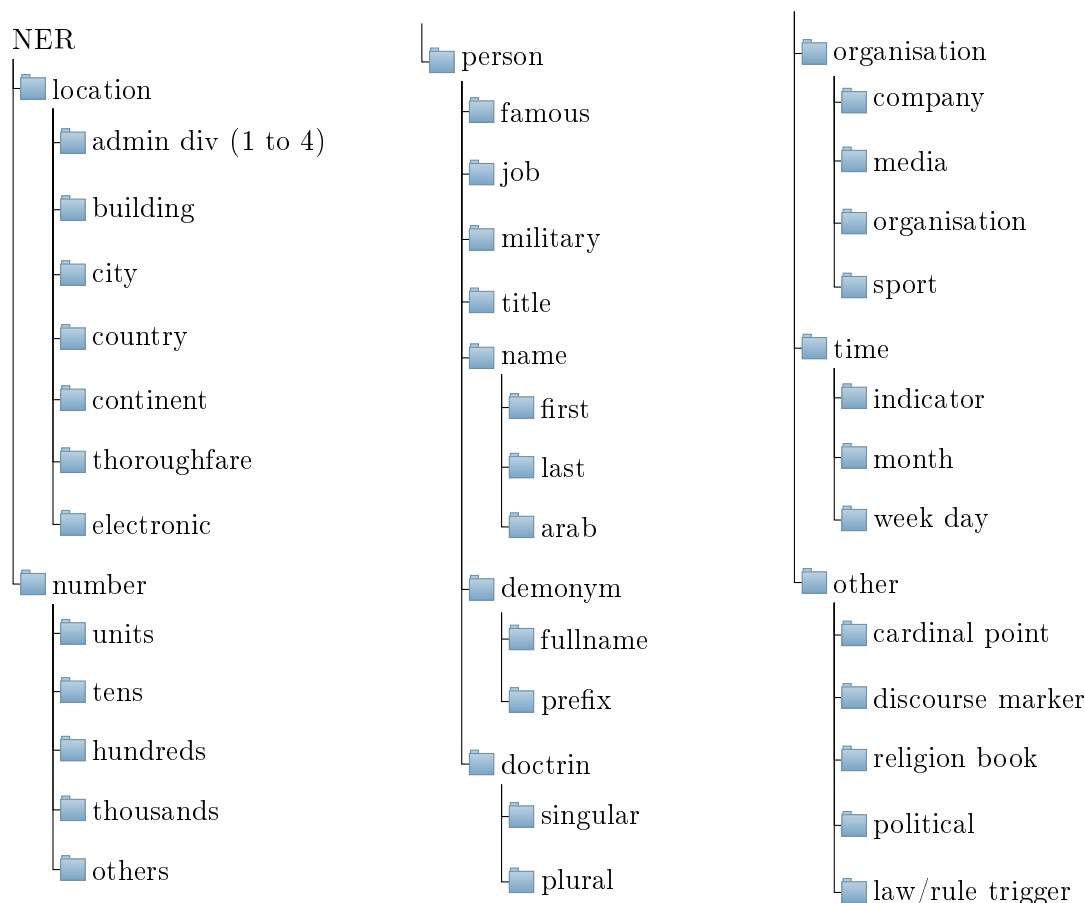 NER
location
admin div (1 to 4)
building
city
country
continent
thoroughfare
electronic
number
units
tens
hundreds
thousands
others
person
famous
job
military
title
name
first
last
arab
demonym
fullname
prefix
doctrin
singular
plural
organisation
company
media
organisation
sport
time
indicator
month
week day
other
cardinal point
discourse marker
religion book
political
law/rule trigger